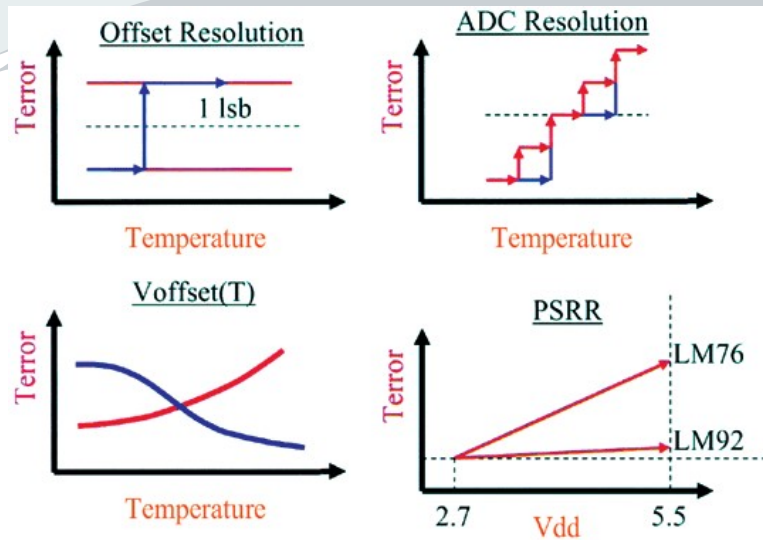 Offset Resolution
Terror
1 lsb
Temperature
ADC Resolution
Terror
Temperature
Voffset(T)
Terror
Temperature
PSRR
Terror
LM76
LM92
2.7
5.5
Vdd